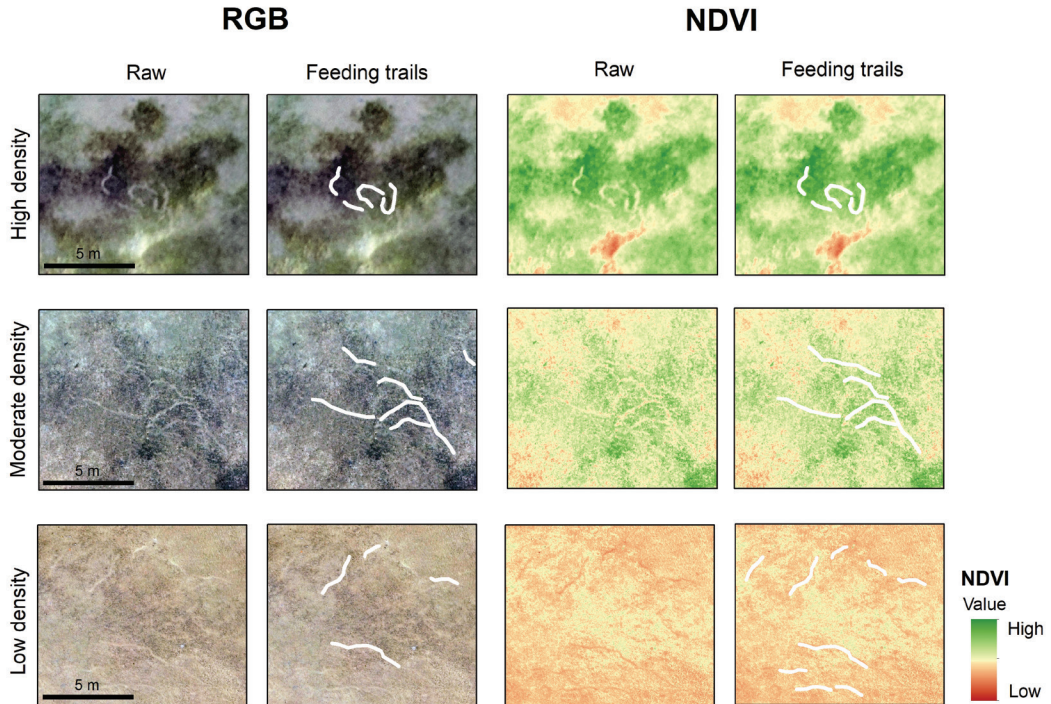 RGB NDVI
Raw Feeding trails Raw Feeding trails
High density
5 m
Moderate density
5 m
Low density
5 m
NDVI
Value
High
Low